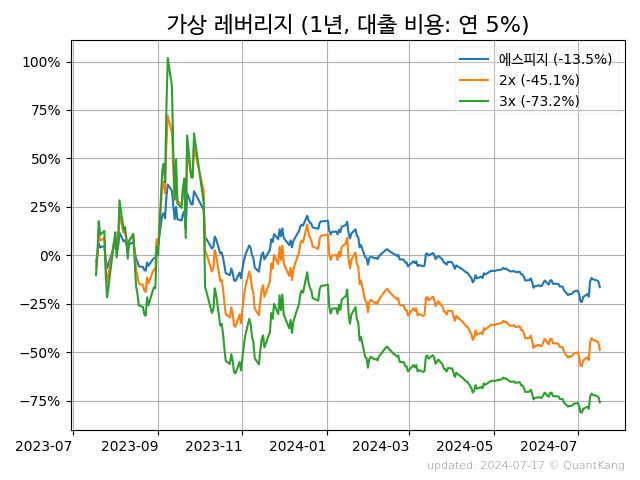 가상 레버리지 (1년, 대출 비용: 연 5%)
에스피지 (-13.5%)
2x (-45.1%)
3x (-73.2%)
100%
75%
50%
25%
0%
−25%
−50%
−75%
2023-07 2023-09 2023-11 2024-01 2024-03 2024-05 2024-07
updated: 2024-07-17 © QuantKang